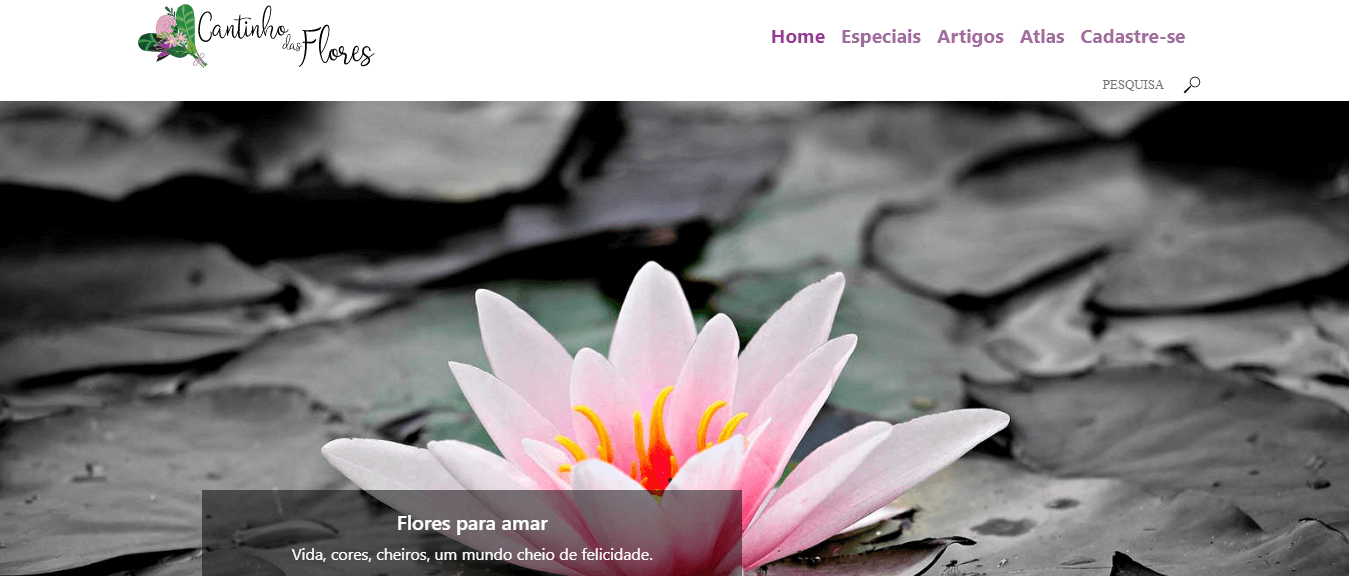 Cantinho das Flores
Home Especiais Artigos Atlas Cadastre-se
PESQUISA
Flores para amar
Vida, cores, cheiros, um mundo cheio de felicidade.